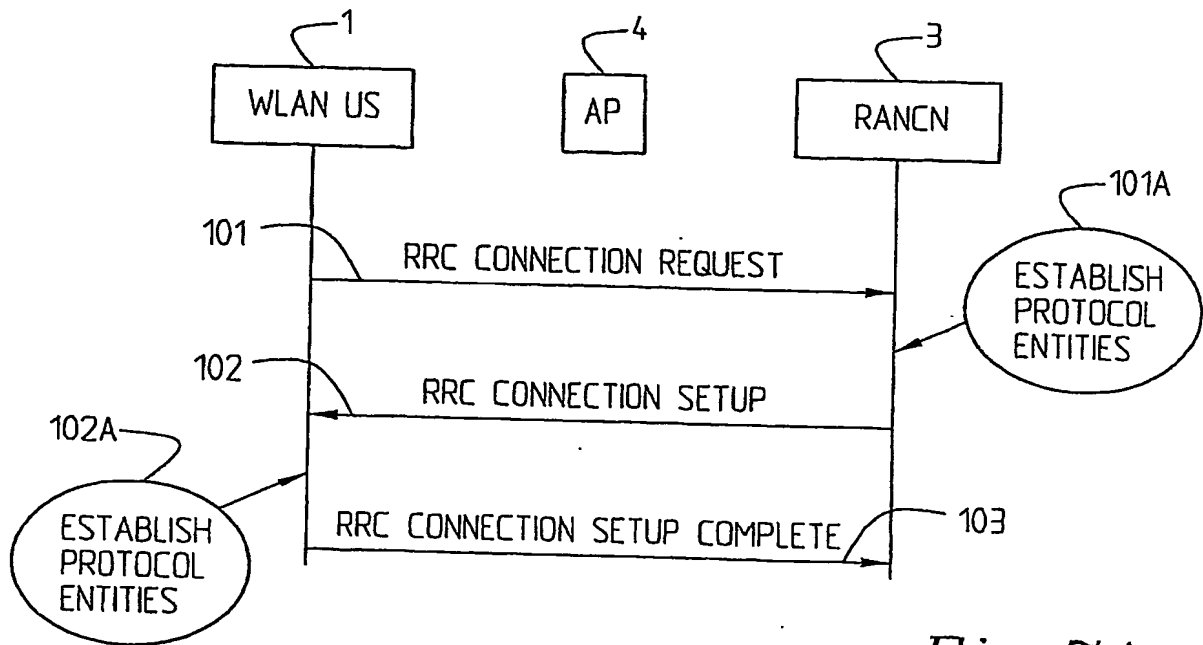 1
4
3
WLAN US
AP
RANCN
101A
101
RRC CONNECTION REQUEST
ESTABLISH
PROTOCOL
ENTITIES
102
RRC CONNECTION SETUP
102A
ESTABLISH
PROTOCOL
ENTITIES
RRC CONNECTION SETUP COMPLETE
103